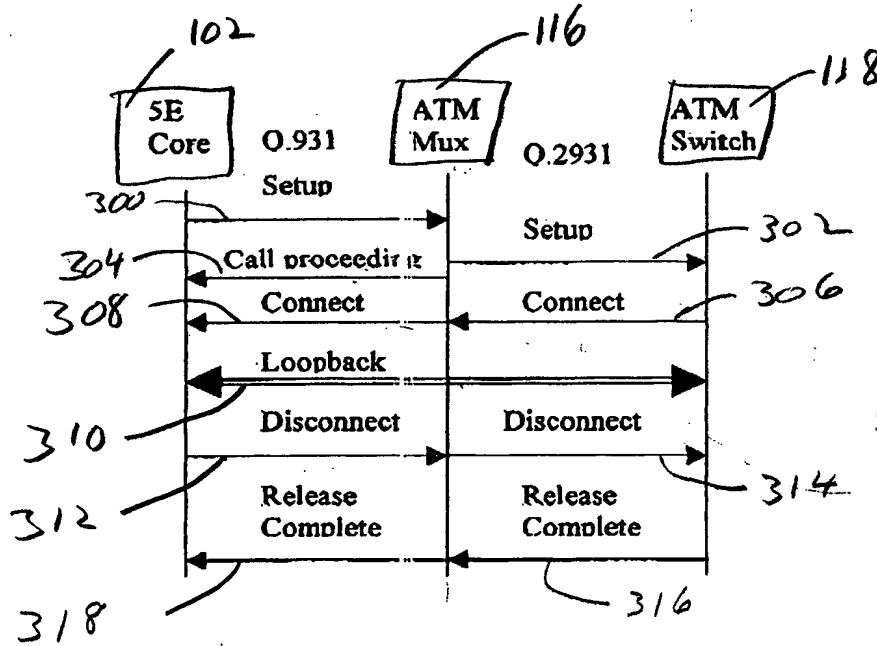 102
116
118
5E
Core
ATM
Mux
ATM
Switch
Q.931
Q.2931
Setup
300
Setup
302
304
Call proceeding
308
Connect
Connect
306
Loopback
310
Disconnect
Disconnect
312
314
Release
Complete
Release
Complete
318
316